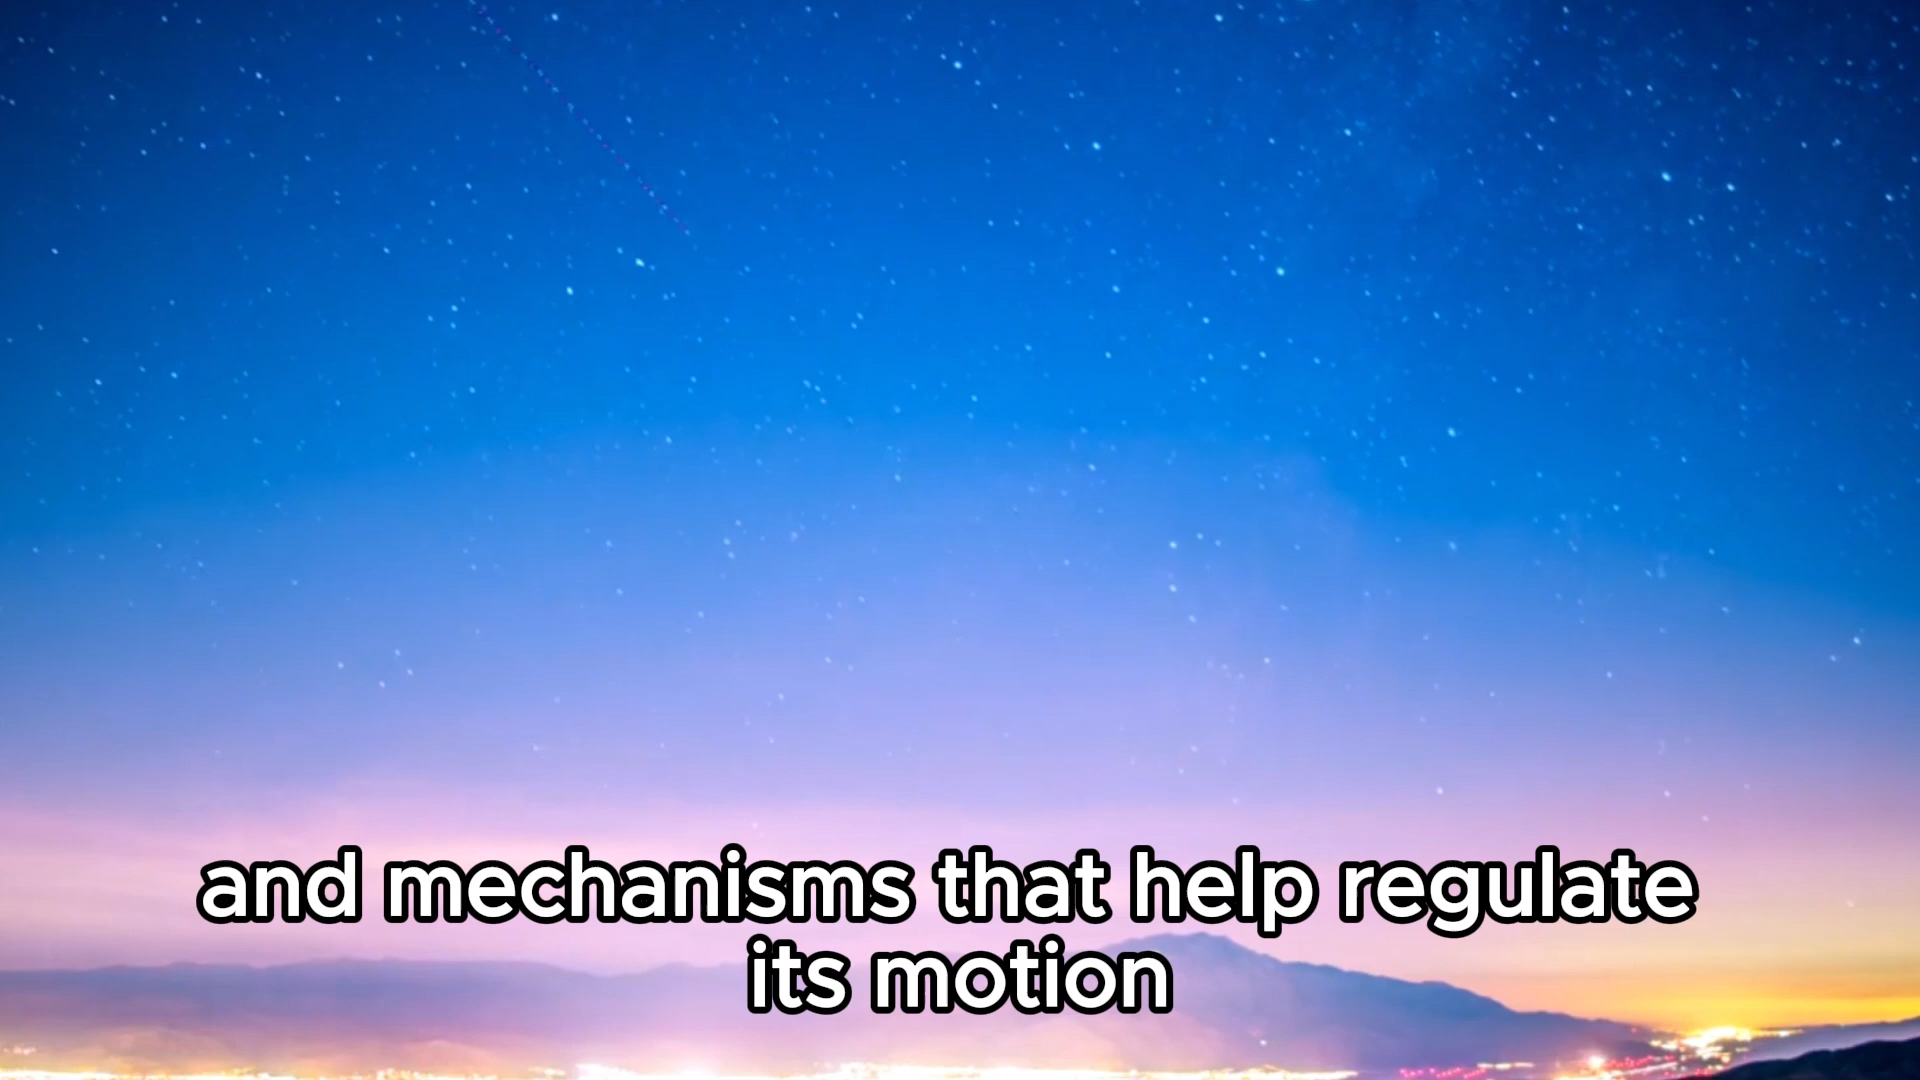 and mechanisms that help regulate
its motion